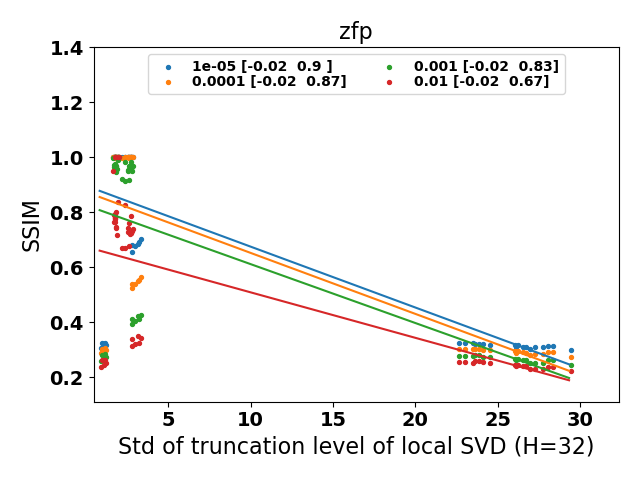 zfp
1e-05 [-0.02  0.9 ]
0.0001 [-0.02  0.87]
0.001 [-0.02  0.83]
0.01 [-0.02  0.67]
SSIM
1.4
1.2
1.0
0.8
0.6
0.4
0.2
5 10 15 20 25 30
Std of truncation level of local SVD (H=32)